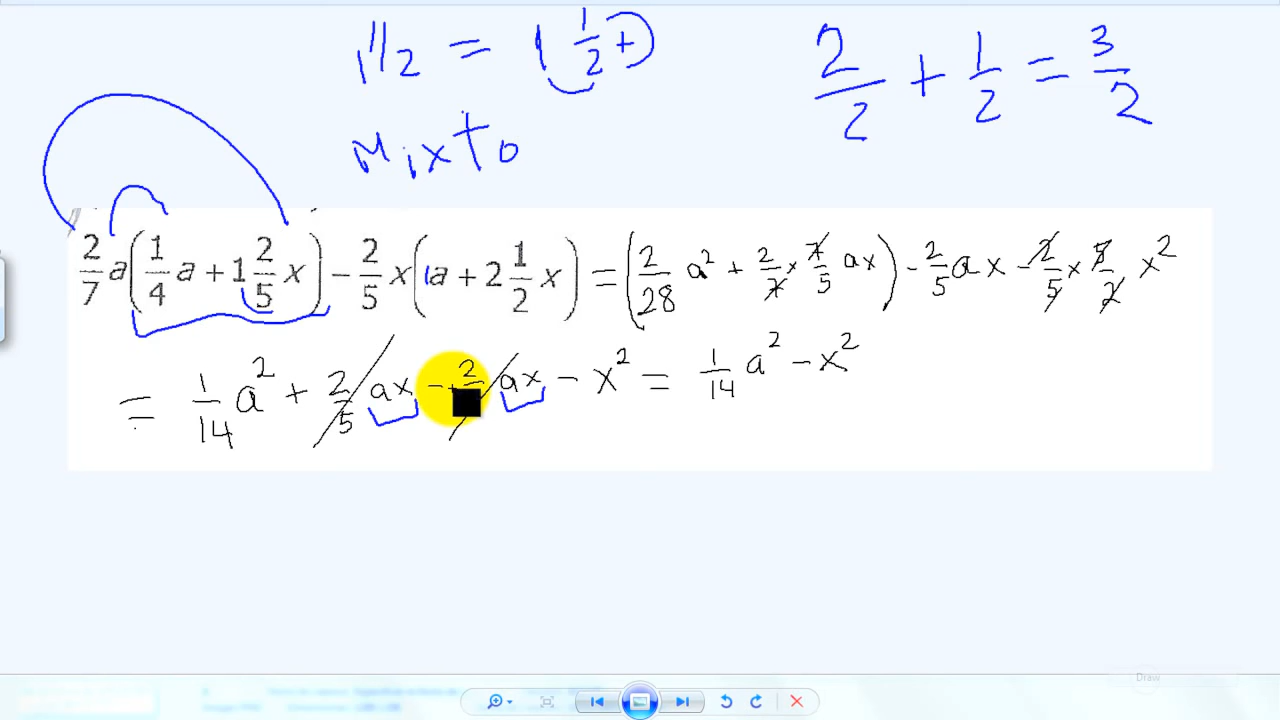 1 1/2 = (1 1/2 +)
2/2 + 1/2 = 3/2
Mixto
2/7 a(1/4 a + 1 2/5 x) - 2/5 x(1a + 2 1/2 x) = (2/28 a² + 2/7 x 7/5 ax) - 2/5 ax - 2/5 x 5/2 x²
= 1/14 a² + 2/5 ax - 2 ax - x² = 1/14 a² - x²
Draw